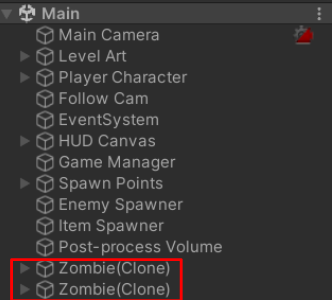 Main
Main Camera
Level Art
Player Character
Follow Cam
EventSystem
HUD Canvas
Game Manager
Spawn Points
Enemy Spawner
Item Spawner
Post-process Volume
Zombie(Clone)
Zombie(Clone)